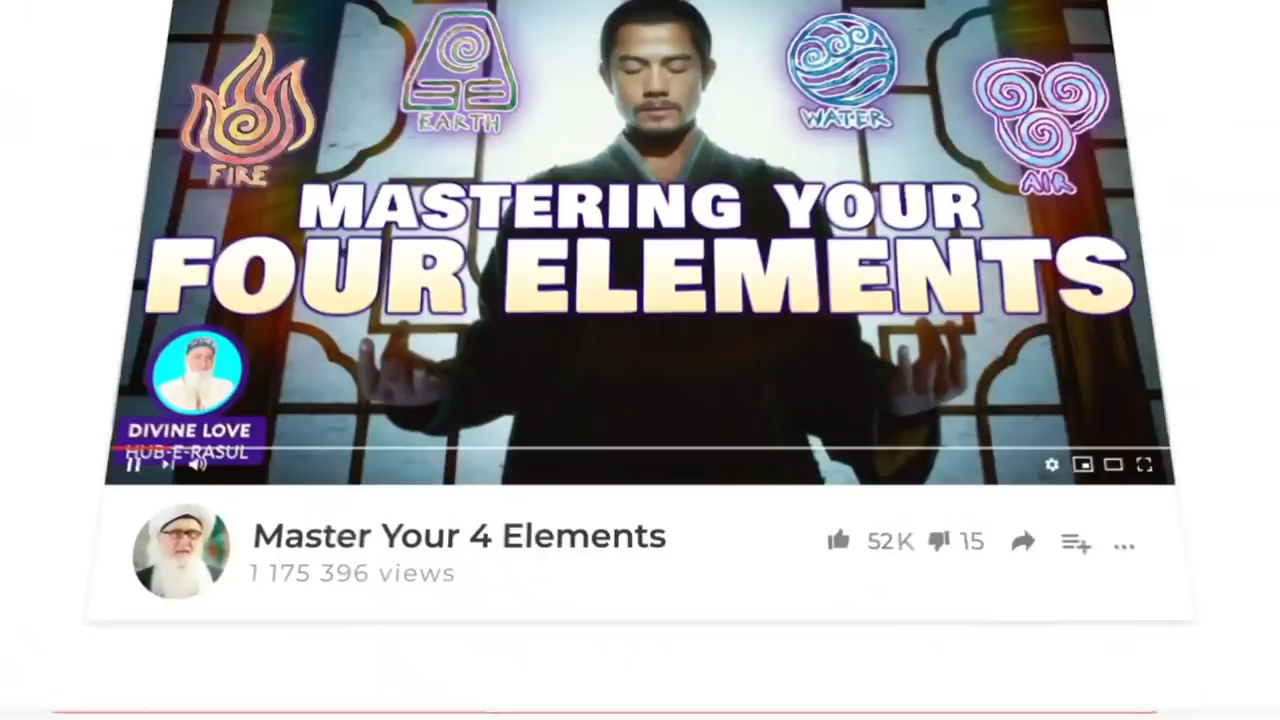 FIRE
EARTH
WATER
AIR
MASTERING YOUR
FOUR ELEMENTS
DIVINE LOVE
HUB-E-RASUL
Master Your 4 Elements
1 175 396 views
52K
15